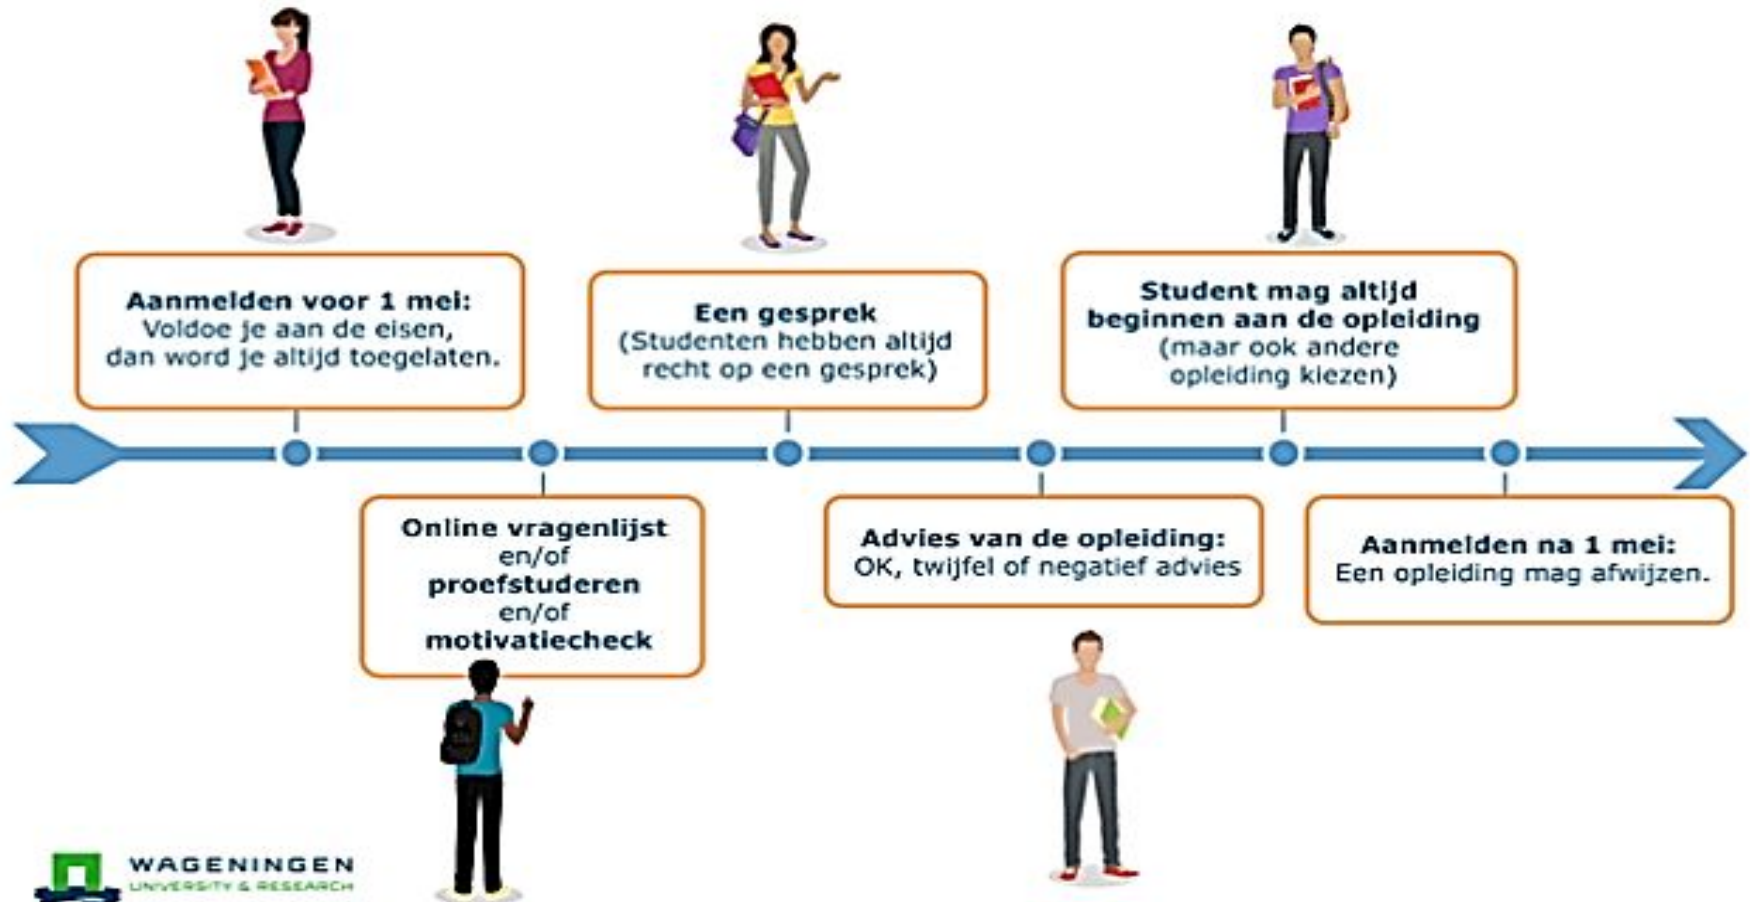 Aanmelden voor 1 mei:
Voldoe je aan de eisen,
dan word je altijd toegelaten.
Online vragenlijst
en/of
proefstuderen
en/of
motivatiecheck
Een gesprek
(Studenten hebben altijd
recht op een gesprek)
Advies van de opleiding:
OK, twijfel of negatief advies
Student mag altijd
beginnen aan de opleiding
(maar ook andere
opleiding kiezen)
Aanmelden na 1 mei:
Een opleiding mag afwijzen.
WAGENINGEN
UNIVERSITY & RESEARCH